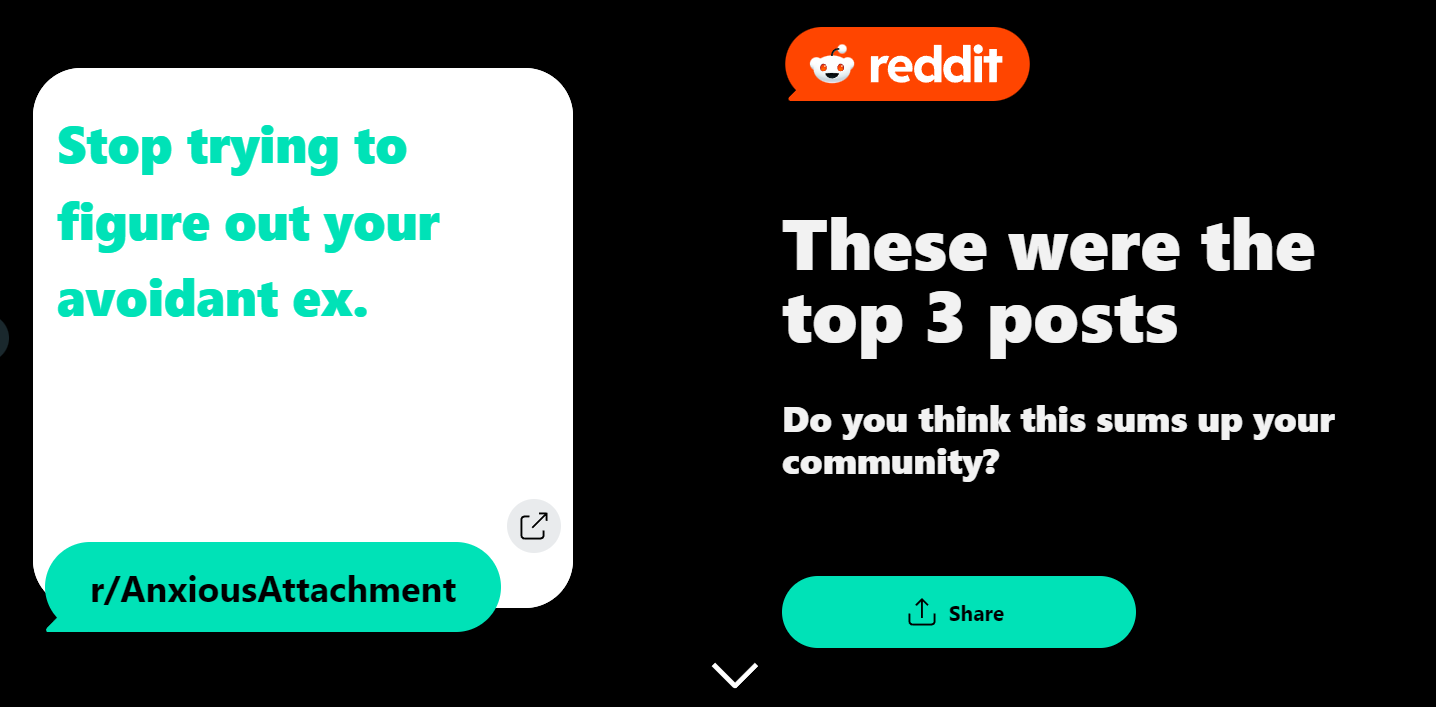 Stop trying to
figure out your
avoidant ex.
r/AnxiousAttachment
reddit
These were the
top 3 posts
Do you think this sums up your
community?
Share